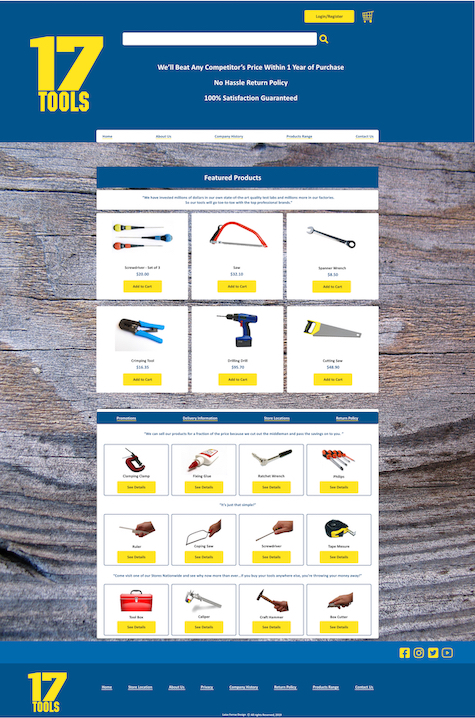 Login/Register
17
TOOLS
We'll Beat Any Competitor's Price Within 1 Year of Purchase
No Hassle Return Policy
100% Satisfaction Guaranteed
Home About Us Company History Products Range Contact Us
Featured Products
"We have invested millions of dollars in our own state-of-the art quality test labs and millions more in our factories.
So our tools will go toe to toe with the top professional brands."
Screwdriver - Set of 3 Saw Spanner Wrench
$20.60 $32.10 $8.50
Add to Cart Add to Cart Add to Cart
Crimping Tool Drilling Drill Cutting Saw
$16.35 $95.70 $48.90
Add to Cart Add to Cart Add to Cart
Promotions Delivery Information Store Locations Return Policy
"We can sell our products for a fraction of the price because we cut out the middleman and pass the savings on to you. "
Clamping Clamp Fixing Glue Ratchet Wrench Philips
See Details See Details See Details See Details
"It's just that simple!"
Ruler Coping Saw Screwdriver Tape Mesure
See Details See Details See Details See Details
"Come visit one of our Stores Nationwide and see why now more than ever...if you buy your tools anywhere else, you're throwing your money away!"
Tool Box Caliper Craft Hammer Box Cutter
See Details See Details See Details See Details
17
TOOLS
Home Store Location About Us Privacy Company History Return Policy Products Range Contact Us
Design © All rights Reserved,